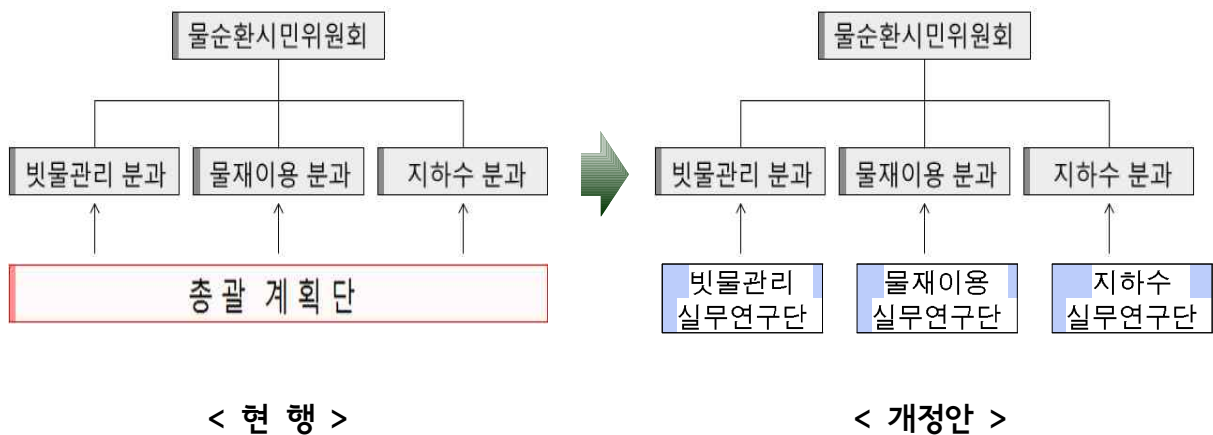 물순환시민위원회
빗물관리 분과
물재이용 분과
지하수 분과
총괄 계획단
< 현 행 >
물순환시민위원회
빗물관리 분과
물재이용 분과
지하수 분과
빗물관리
실무연구단
물재이용
실무연구단
지하수
실무연구단
< 개정안 >